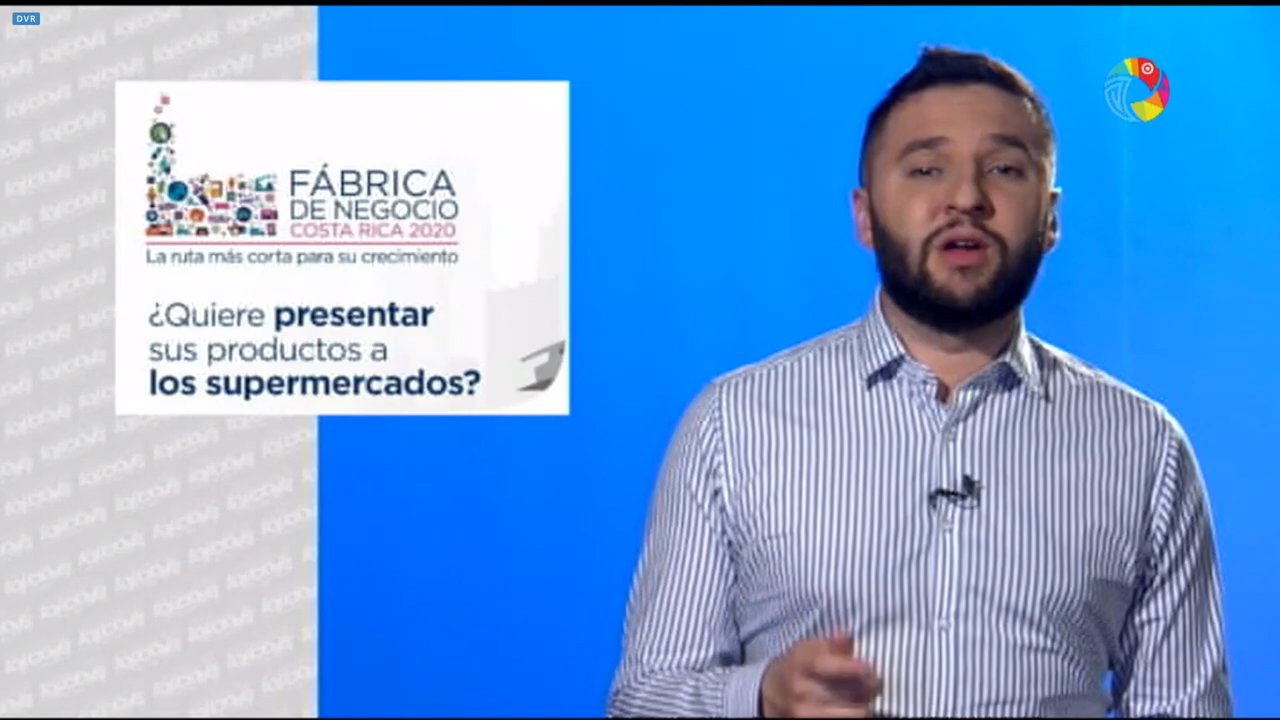 DVR
FÁBRICA
DE NEGOCIO
COSTA RICA 2020
La ruta más corta para su crecimiento
¿Quiere presentar
sus productos a
los supermercados?